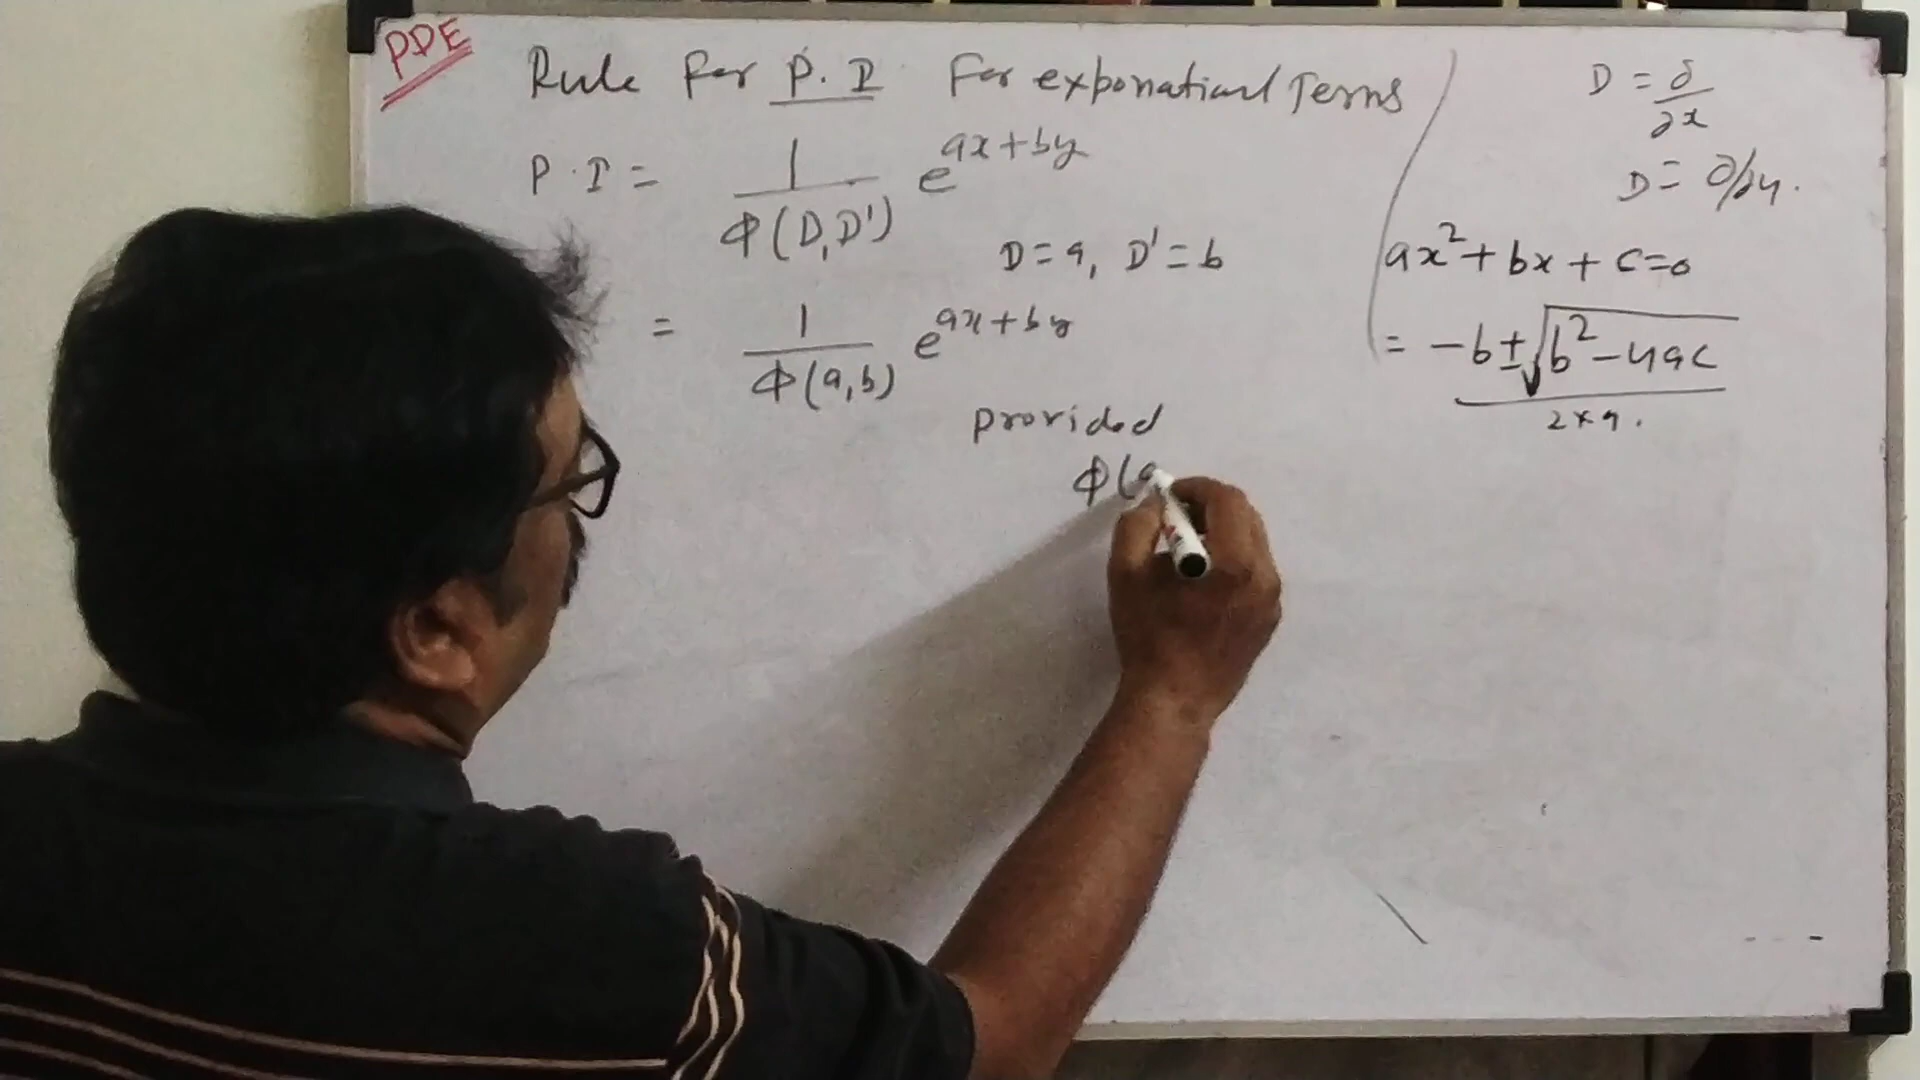 PDE
Rule for P.I for exponatial Terms
P.I = 1/ϕ(D,D') e^(ax+by)
D=a, D'=b
= 1/ϕ(a,b) e^(ax+by)
provided
ϕ(a
D = ∂/∂x
D = ∂/∂y.
ax²+bx+c=0
= -b±√(b²-4ac)
2×a.